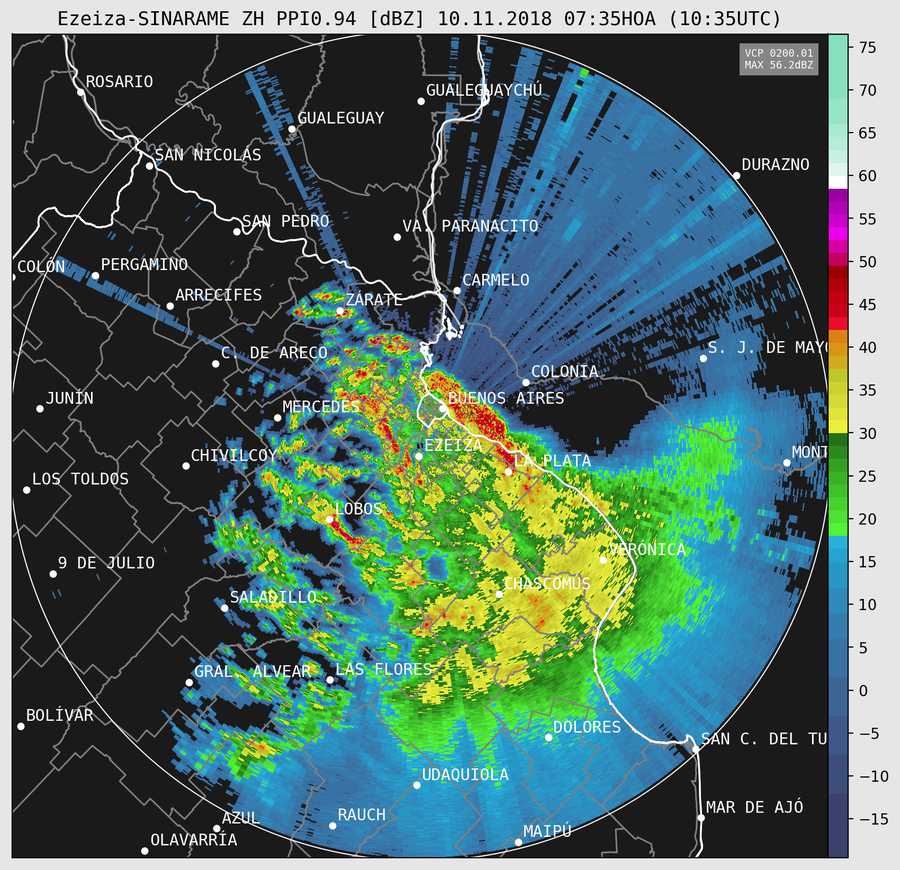 Ezeiza-SINARAME ZH PPI0.94 [dBZ] 10.11.2018 07:35HOA (10:35UTC)
VCP 0200.01
MAX 56.2dBZ
ROSARIO
GUALEGUAYCHÚ
GUALEGUAY
SAN NICOLÁS
DURAZNO
SAN PEDRO
VA. PARANACITO
COLÓN
PERGAMINO
CARMELO
ARRECIFES
ZÁRATE
C. DE ARECO
S. J. DE MAY
COLONIA
JUNÍN
MERCEDES
BUENOS AIRES
EZEIZA
CHIVILCOY
LA PLATA
MONT
LOS TOLDOS
LOBOS
VERÓNICA
9 DE JULIO
CHASCOMÚS
SALADILLO
GRAL. ALVEAR
LAS FLORES
BOLÍVAR
DOLORES
SAN C. DEL TU
UDAQUIOLA
MAR DE AJÓ
AZUL
RAUCH
MAIPÚ
OLAVARRÍA
75
70
65
60
55
50
45
40
35
30
25
20
15
10
5
0
−5
−10
−15